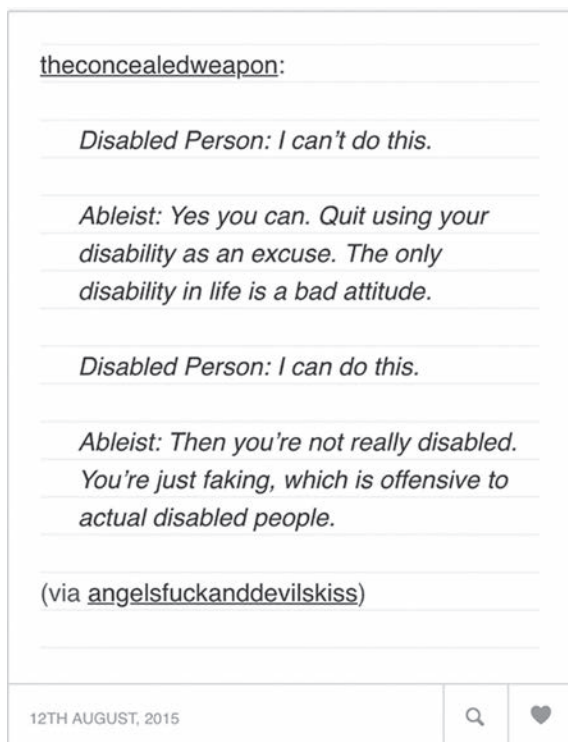 theconcealedweapon:
Disabled Person: I can’t do this.
Ableist: Yes you can. Quit using your
disability as an excuse. The only
disability in life is a bad attitude.
Disabled Person: I can do this.
Ableist: Then you’re not really disabled.
You’re just faking, which is offensive to
actual disabled people.
(via angelsfuckanddevilskiss)
12TH AUGUST, 2015